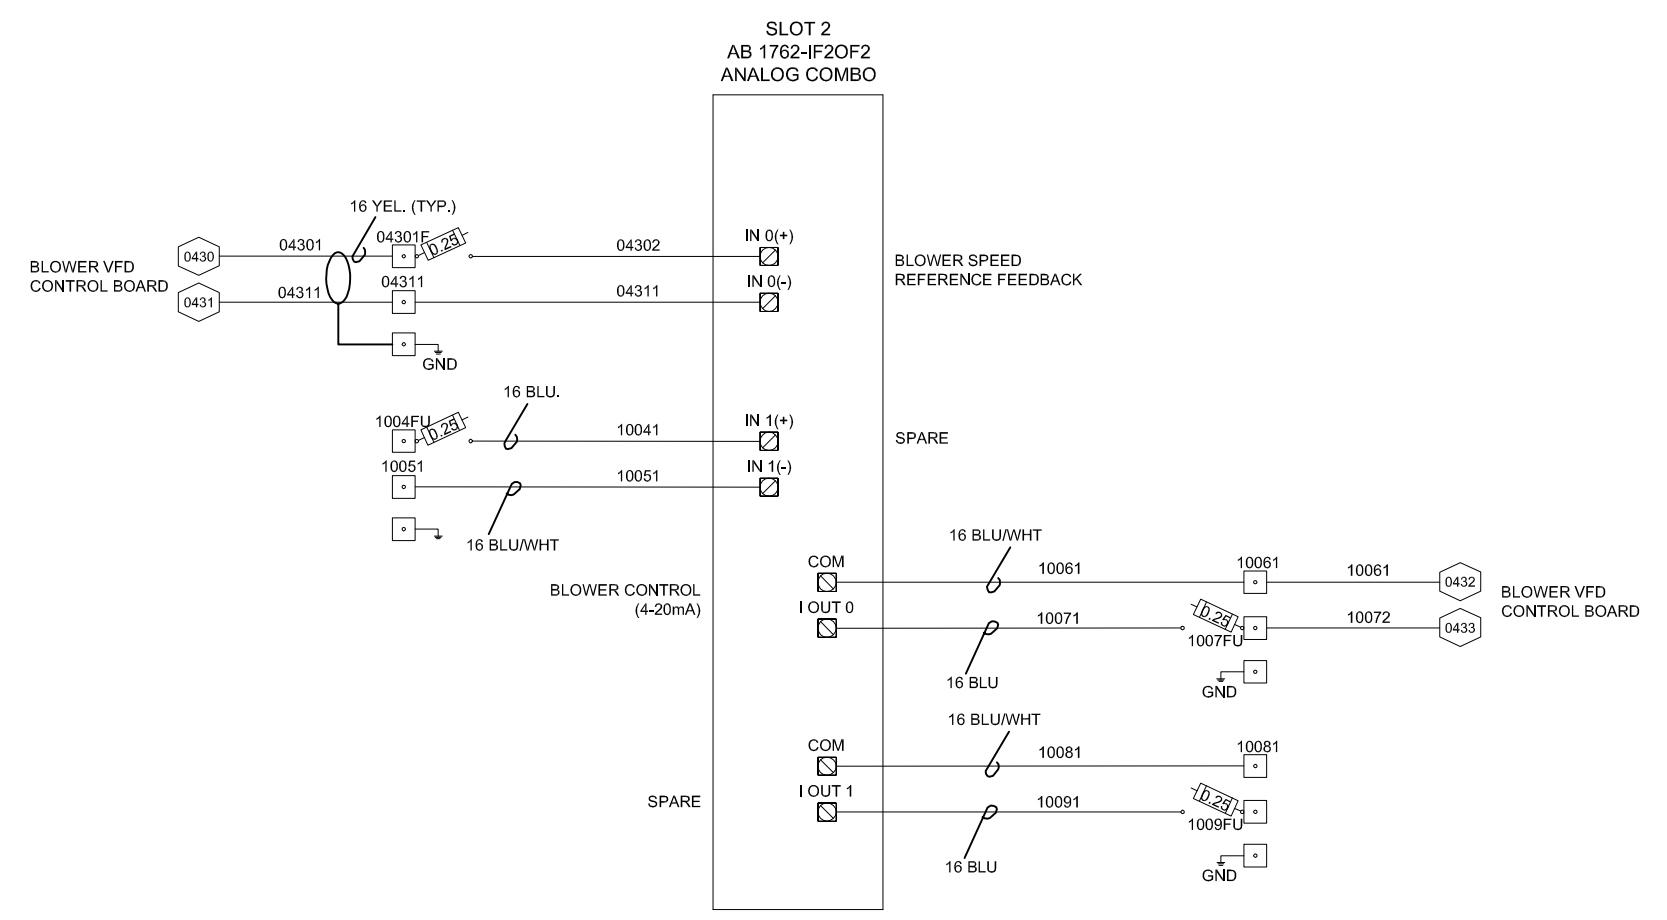 SLOT 2
AB 1762-IF2OF2
ANALOG COMBO
16 YEL. (TYP.)
0430
04301
04301F
0.25
04302
IN 0(+)
BLOWER VFD
CONTROL BOARD
BLOWER SPEED
REFERENCE FEEDBACK
0431
04311
04311
04311
IN 0(-)
GND
16 BLU.
1004FU
0.25
10041
IN 1(+)
SPARE
10051
10051
IN 1(-)
16 BLU/WHT
16 BLU/WHT
COM
10061
10061
10061
0432
BLOWER CONTROL
(4-20mA)
BLOWER VFD
CONTROL BOARD
I OUT 0
10071
0.25
1007FU
10072
0433
16 BLU
GND
16 BLU/WHT
COM
10081
10081
SPARE
I OUT 1
10091
0.25
1009FU
16 BLU
GND